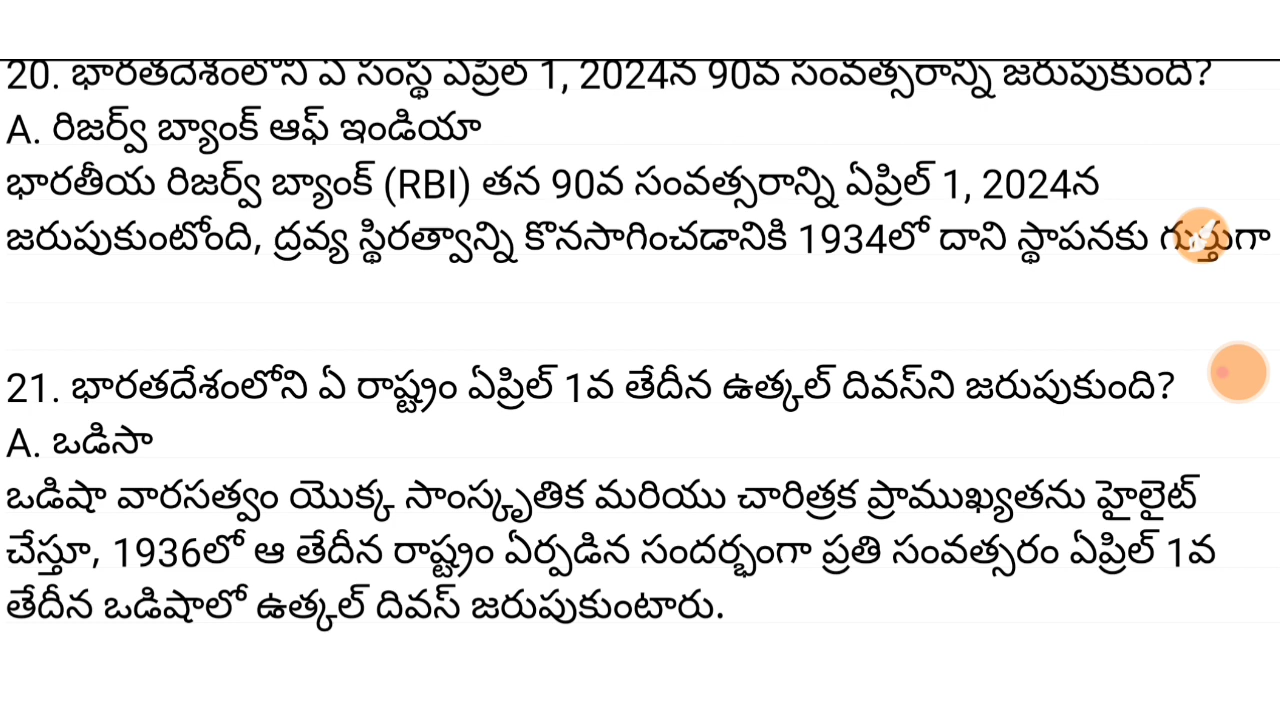 20. భారతదేశంలోని ఏ సంస్థ ఏప్రిల్ 1, 2024న 90వ సంవత్సరాన్ని జరుపుకుంది?
A. రిజర్వ్ బ్యాంక్ ఆఫ్ ఇండియా
భారతీయ రిజర్వ్ బ్యాంక్ (RBI) తన 90వ సంవత్సరాన్ని ఏప్రిల్ 1, 2024న
జరుపుకుంటోంది, ద్రవ్య స్థిరత్వాన్ని కొనసాగించడానికి 1934లో దాని స్థాపనకు గుర్తుగా
21. భారతదేశంలోని ఏ రాష్ట్రం ఏప్రిల్ 1వ తేదీన ఉత్కల్ దివస్‌ని జరుపుకుంది?
A. ఒడిసా
ఒడిషా వారసత్వం యొక్క సాంస్కృతిక మరియు చారిత్రక ప్రాముఖ్యతను హైలైట్
చేస్తూ, 1936లో ఆ తేదీన రాష్ట్రం ఏర్పడిన సందర్భంగా ప్రతి సంవత్సరం ఏప్రిల్ 1వ
తేదీన ఒడిషాలో ఉత్కల్ దివస్ జరుపుకుంటారు.